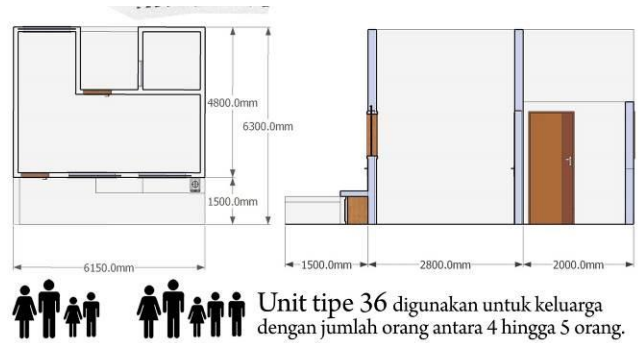 4800.0mm
6300.0mm
1500.0mm
6150.0mm
1500.0mm
2800.0mm
2000.0mm
Unit tipe 36 digunakan untuk keluarga
dengan jumlah orang antara 4 hingga 5 orang.